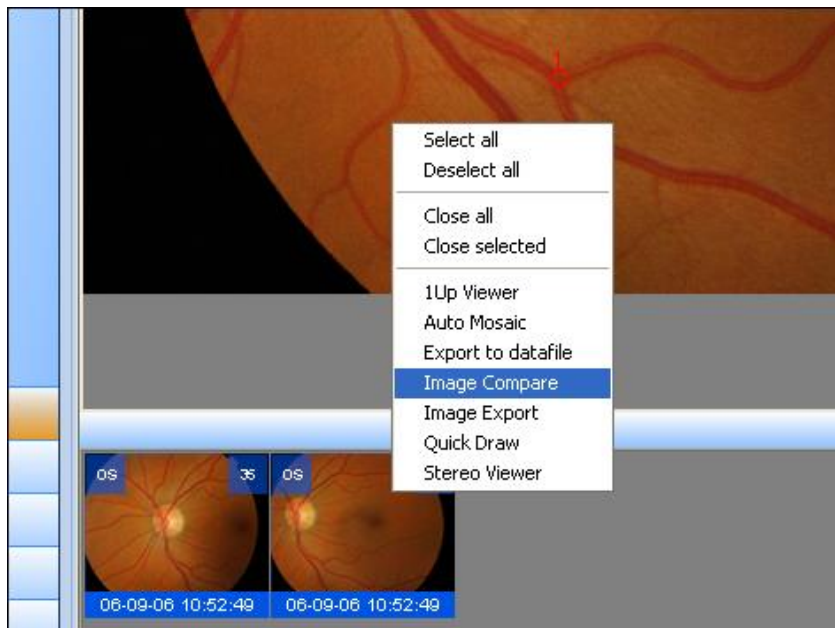 Select all
Deselect all
Close all
Close selected
1Up Viewer
Auto Mosaic
Export to datafile
Image Compare
Image Export
Quick Draw
Stereo Viewer
OS 35 OS
06-09-06 10:52:49 06-09-06 10:52:49